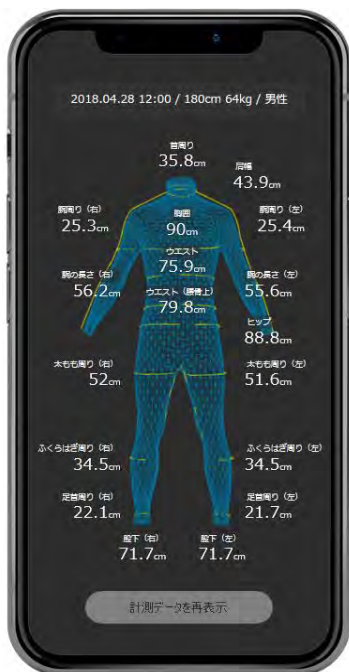 2018.04.28 12:00 / 180cm 64kg / 男性
首周り
35.8cm
肩幅
43.9cm
腕周り（右）
25.3cm
胸囲
90cm
腕周り（左）
25.4cm
ウエスト
75.9cm
腕の長さ（右）
56.2cm
腕の長さ（左）
55.6cm
ウエスト（腰骨上）
79.8cm
ヒップ
88.8cm
太もも周り（右）
52cm
太もも周り（左）
51.6cm
ふくらはぎ周り（右）
34.5cm
ふくらはぎ周り（左）
34.5cm
足首周り（右）
22.1cm
足首周り（左）
21.7cm
股下（右）
71.7cm
股下（左）
71.7cm
計測データを再表示